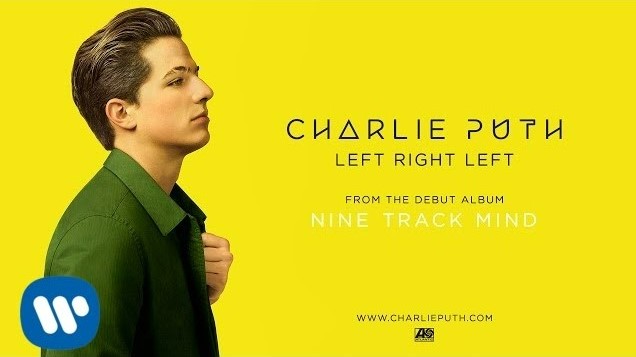 CHARLIE PUTH
LEFT RIGHT LEFT
FROM THE DEBUT ALBUM
NINE TRACK MIND
WWW.CHARLIEPUTH.COM